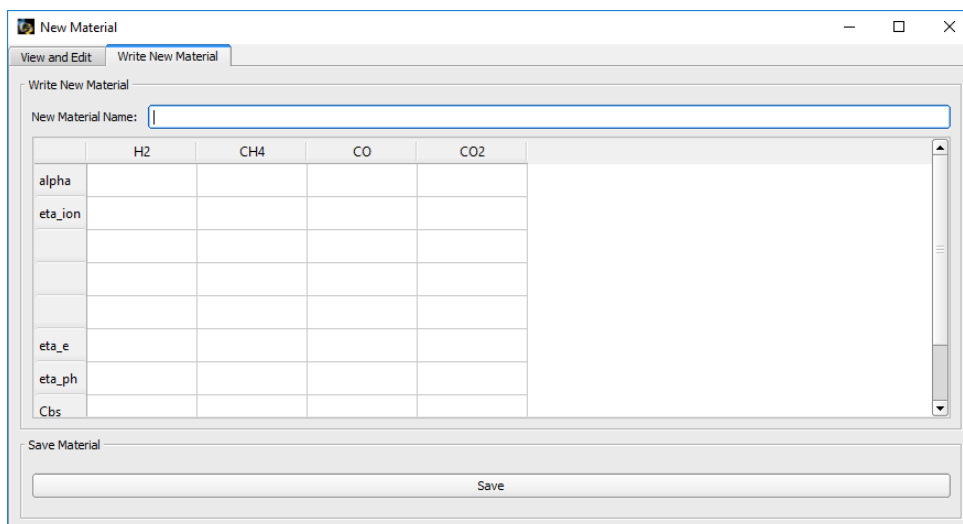 New Material
View and Edit Write New Material
Write New Material
New Material Name:
H2 CH4 CO CO2
alpha
eta_ion
eta_e
eta_ph
Cbs
Save Material
Save